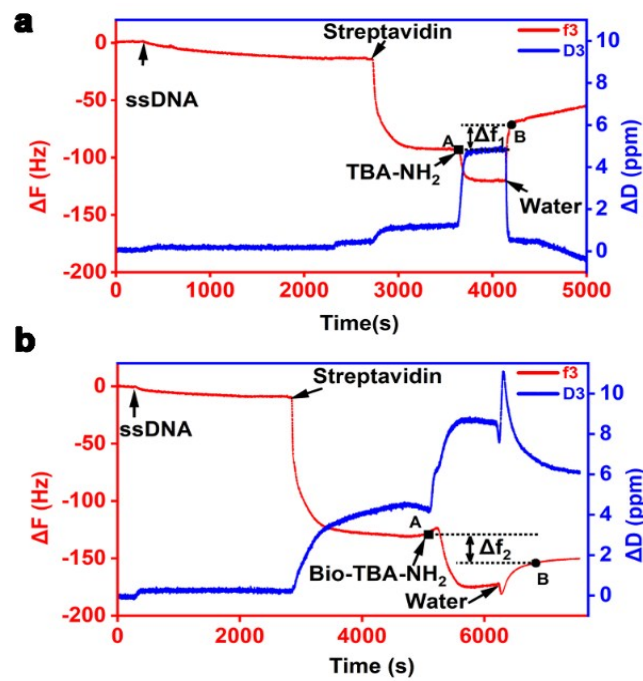 a
f3
D3
0
-50
-100
-150
-200
ΔF (Hz)
10
8
6
4
2
0
ΔD (ppm)
Streptavidin
ssDNA
A
Δf1
B
TBA-NH2
Water
0 1000 2000 3000 4000 5000
Time(s)
b
f3
D3
0
-50
-100
-150
-200
ΔF (Hz)
10
8
6
4
2
0
ΔD (ppm)
Streptavidin
ssDNA
A
Δf2
B
Bio-TBA-NH2
Water
0 2000 4000 6000
Time (s)